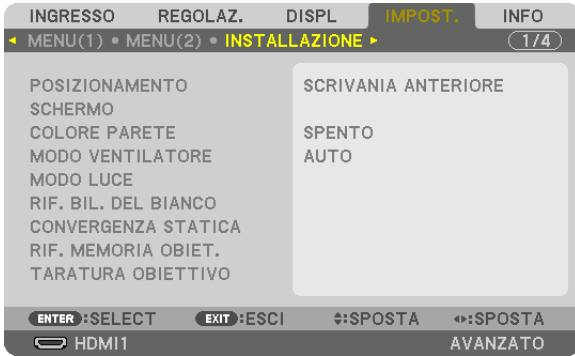 INGRESSO REGOLAZ. DISPL IMPOST. INFO
MENU(1) MENU(2) INSTALLAZIONE 1/4
POSIZIONAMENTO SCRIVANIA ANTERIORE
SCHERMO
COLORE PARETE SPENTO
MODO VENTILATORE AUTO
MODO LUCE
RIF. BIL. DEL BIANCO
CONVERGENZA STATICA
RIF. MEMORIA OBIET.
TARATURA OBIETTIVO
ENTER :SELECT EXIT :ESCI :SPOSTA :SPOSTA
HDMI1 AVANZATO